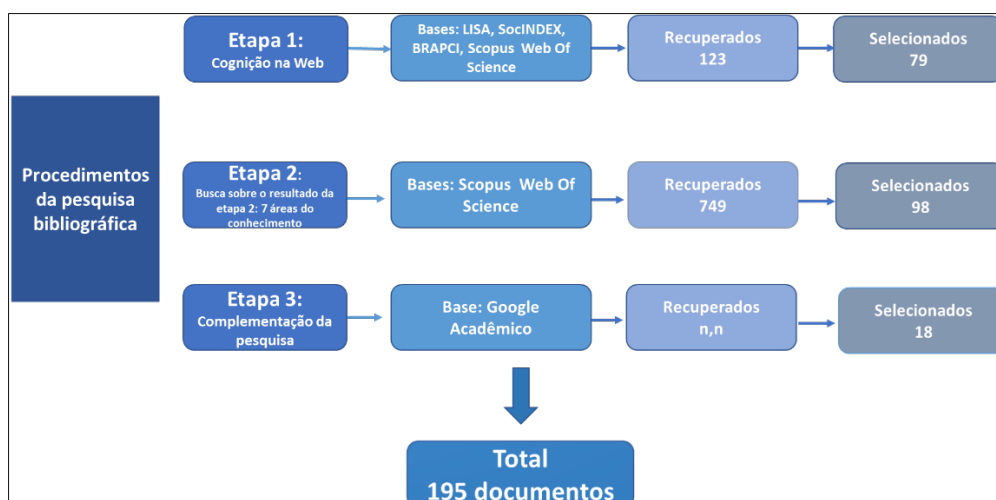 Procedimentos
da pesquisa
bibliográfica
Etapa 1:
Cognição na Web
Bases: LISA, SocINDEX,
BRAPCI, Scopus Web Of
Science
Recuperados
123
Selecionados
79
Etapa 2:
Busca sobre o resultado da
etapa 2: 7 áreas do
conhecimento
Bases: Scopus Web Of
Science
Recuperados
749
Selecionados
98
Etapa 3:
Complementação da
pesquisa
Base: Google
Acadêmico
Recuperados
n,n
Selecionados
18
Total
195 documentos